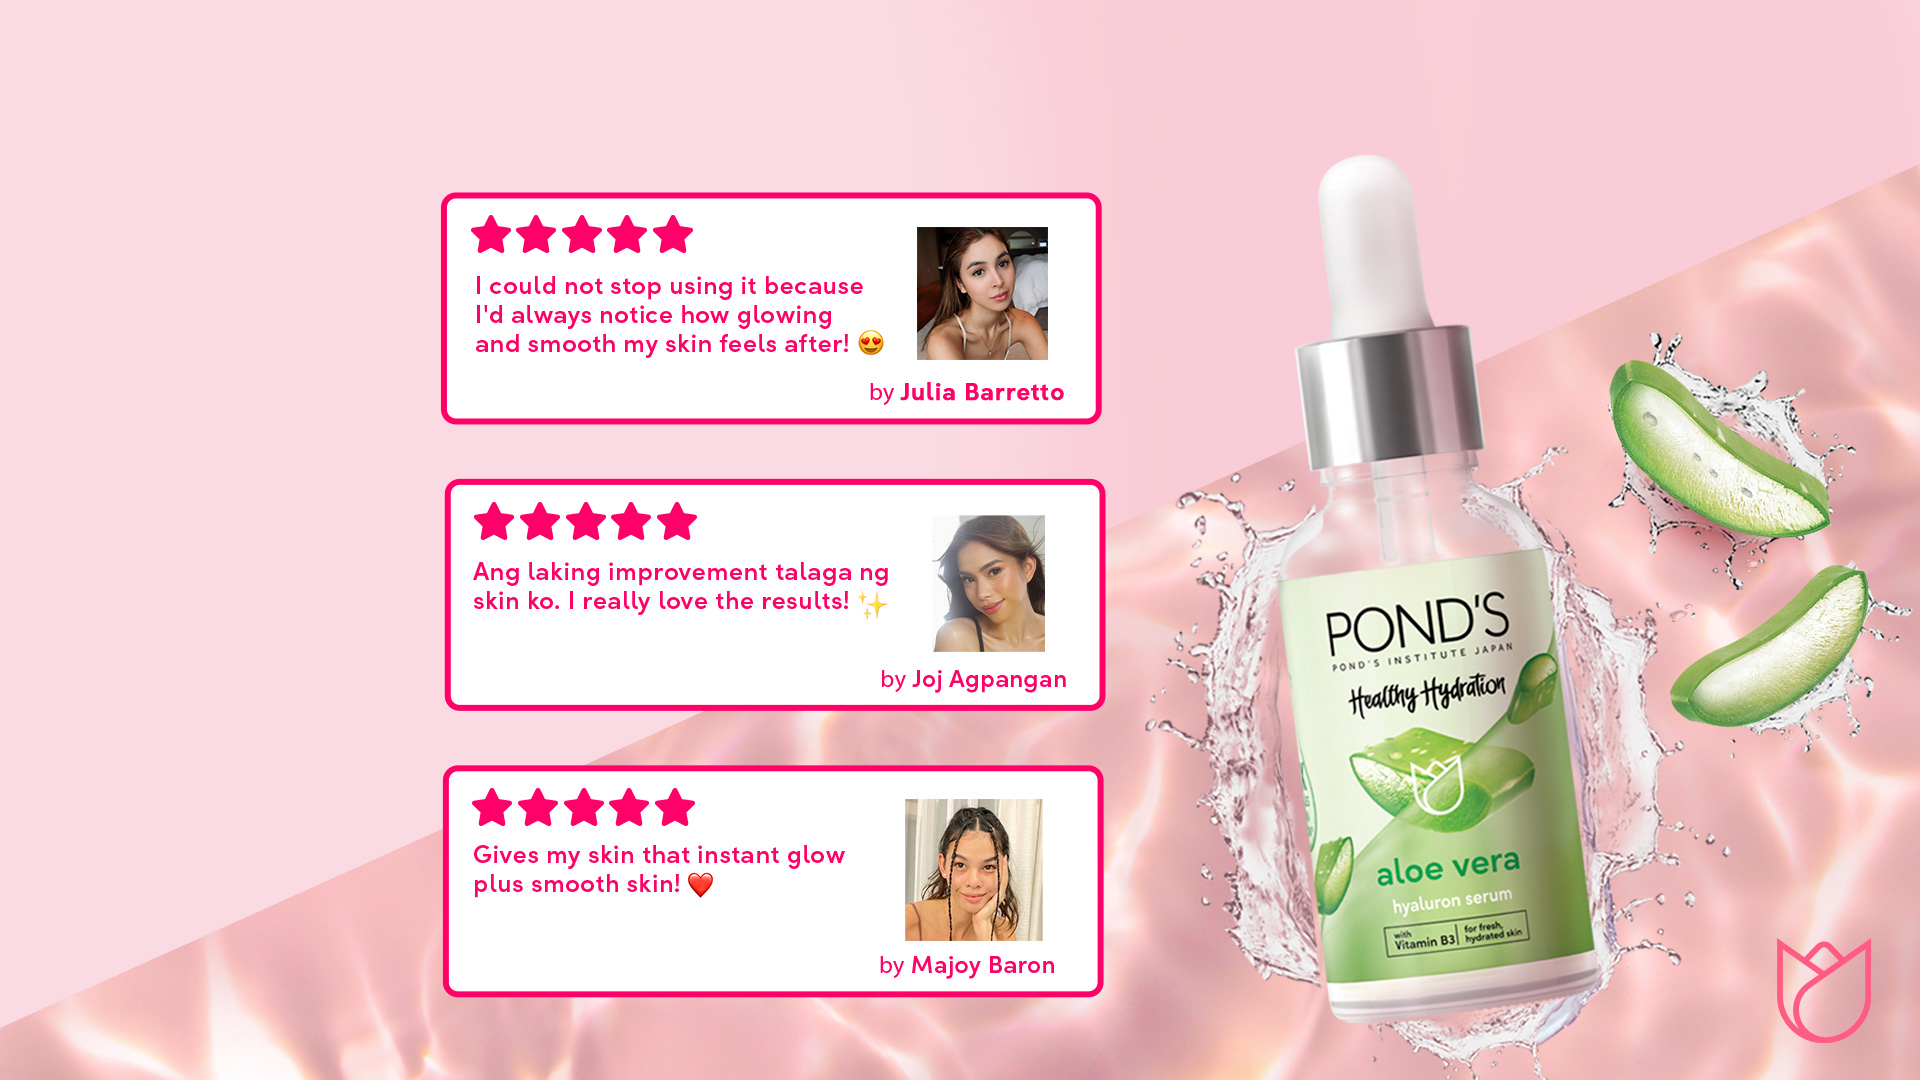 I could not stop using it because
I'd always notice how glowing
and smooth my skin feels after! 😍
by Julia Barretto
Ang laking improvement talaga ng
skin ko. I really love the results! ✨
by Joj Agpangan
Gives my skin that instant glow
plus smooth skin! ❤️
by Majoy Baron
POND'S
POND'S INSTITUTE JAPAN
Healthy Hydration
aloe vera
hyaluron serum
with
Vitamin B3
for fresh,
hydrated skin